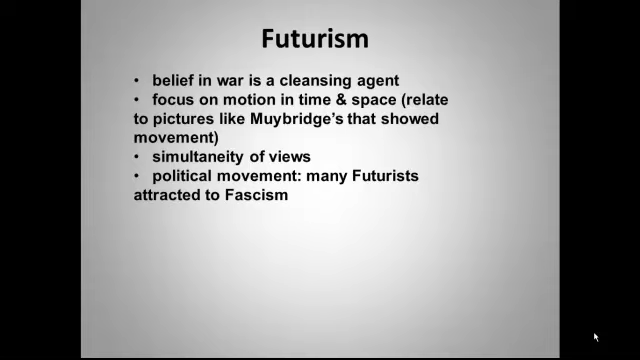 Futurism
• belief in war is a cleansing agent
• focus on motion in time & space (relate
to pictures like Muybridge's that showed
movement)
• simultaneity of views
• political movement: many Futurists
attracted to Fascism